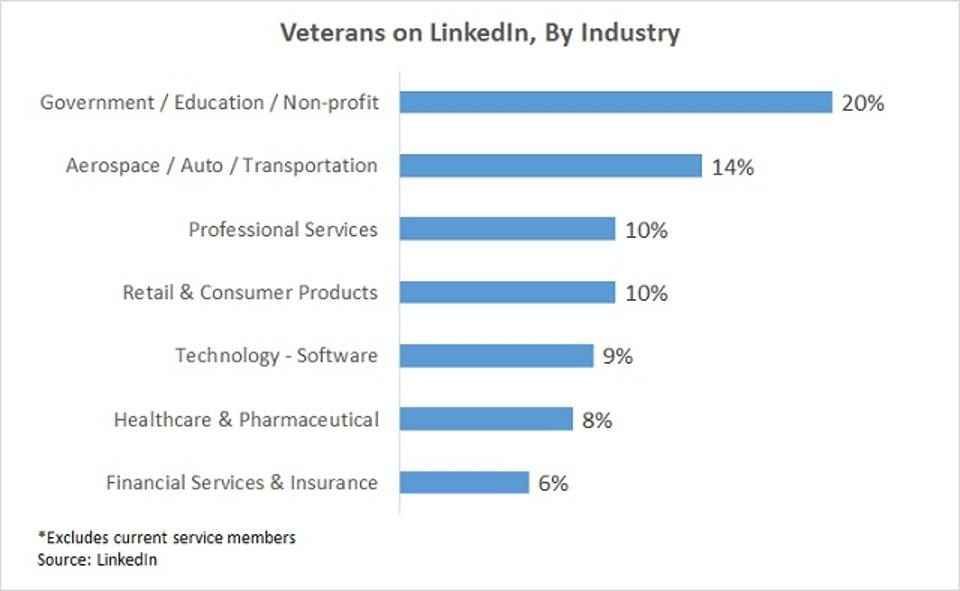 Veterans on LinkedIn, By Industry
Government / Education / Non-profit 20%
Aerospace / Auto / Transportation 14%
Professional Services 10%
Retail & Consumer Products 10%
Technology - Software 9%
Healthcare & Pharmaceutical 8%
Financial Services & Insurance 6%
*Excludes current service members
Source: LinkedIn